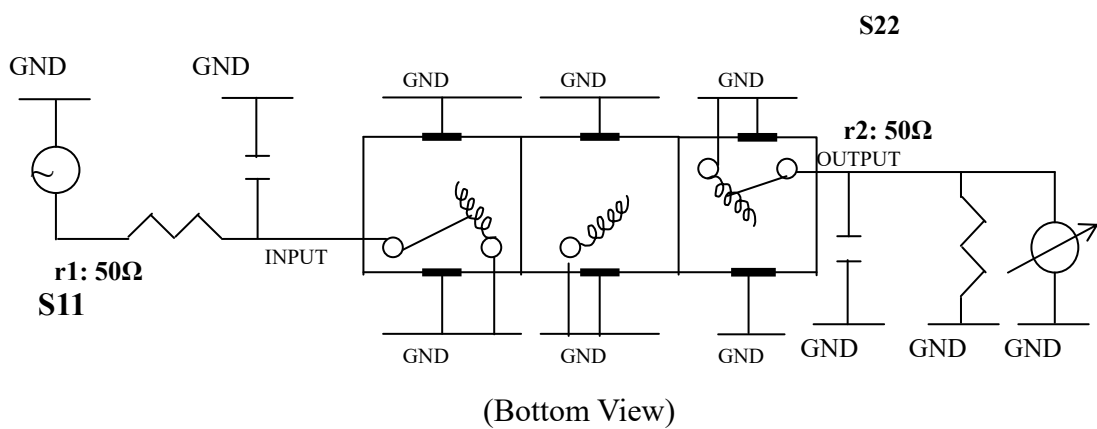 S22
GND
GND
GND
GND
GND
r2: 50Ω
OUTPUT
INPUT
r1: 50Ω
S11
GND
GND
GND
GND
GND
GND
(Bottom View)